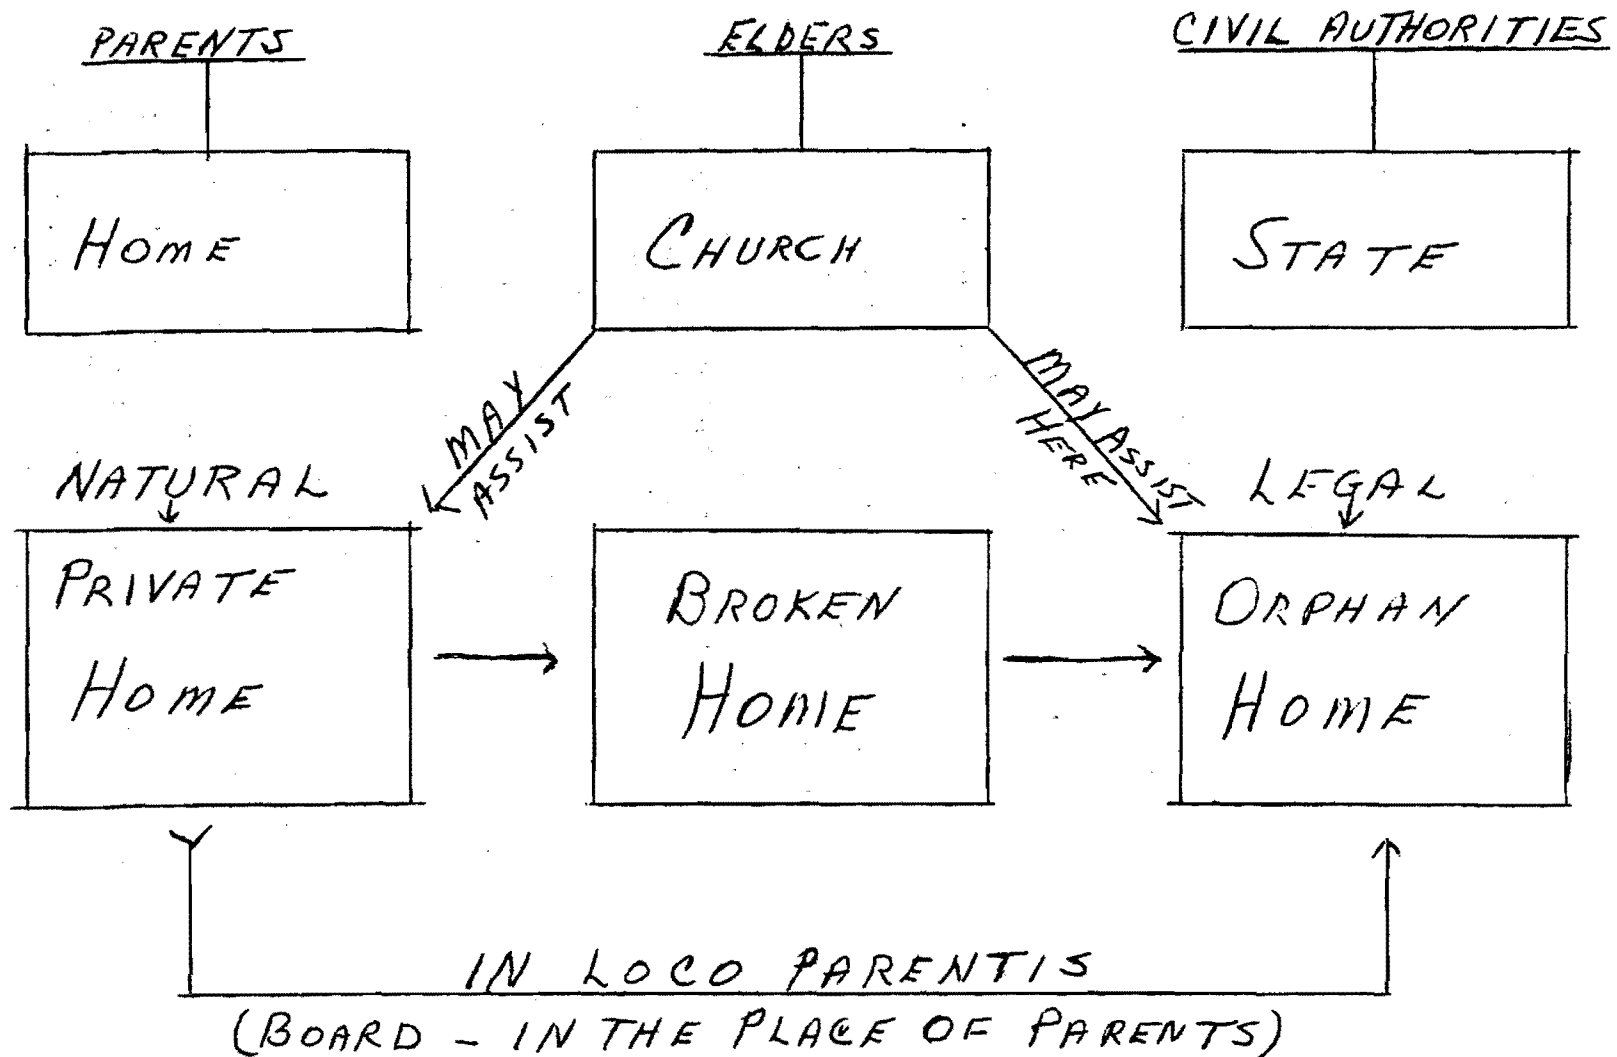 PARENTS
ELDERS
CIVIL AUTHORITIES
HOME
CHURCH
STATE
MAY
ASSIST
MAY ASSIST
HERE
NATURAL
LEGAL
PRIVATE
HOME
BROKEN
HOME
ORPHAN
HOME
IN LOCO PARENTIS
(BOARD - IN THE PLACE OF PARENTS)